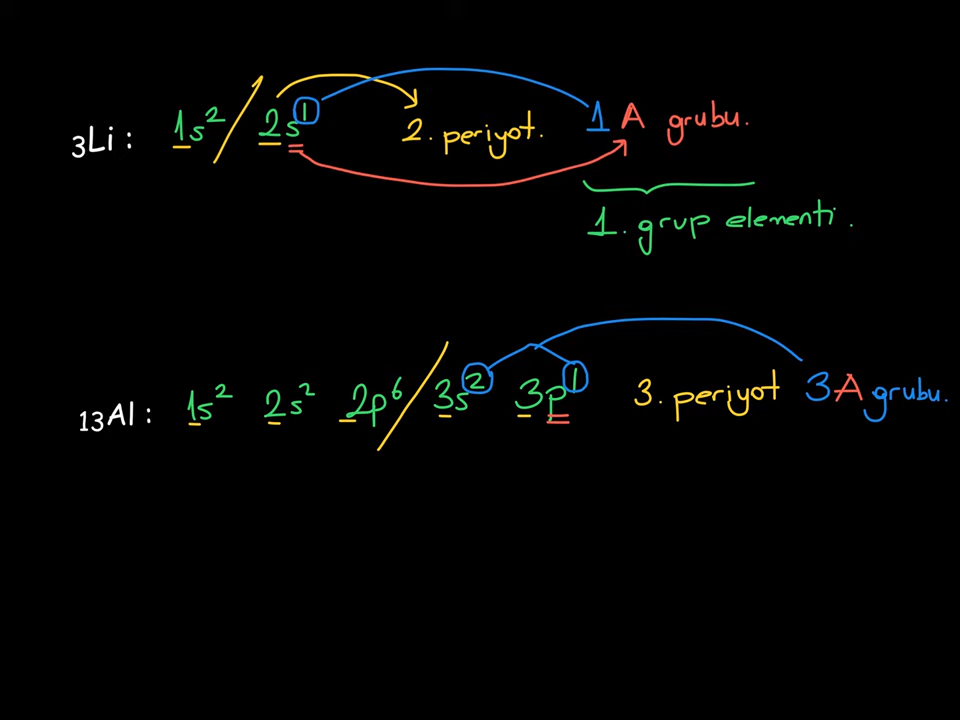 ₃Li : 1s² / 2s¹ 2. periyot. 1 A grubu.
1. grup elementi.
₁₃Al : 1s² 2s² 2p⁶ / 3s² 3p¹ 3. periyot 3A grubu.